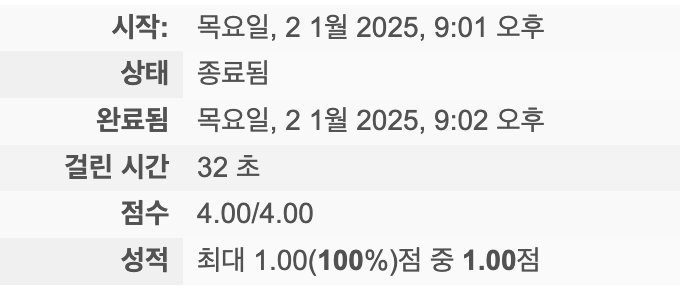 시작: 목요일, 2 1월 2025, 9:01 오후
상태 종료됨
완료됨 목요일, 2 1월 2025, 9:02 오후
걸린 시간 32 초
점수 4.00/4.00
성적 최대 1.00(100%)점 중 1.00점